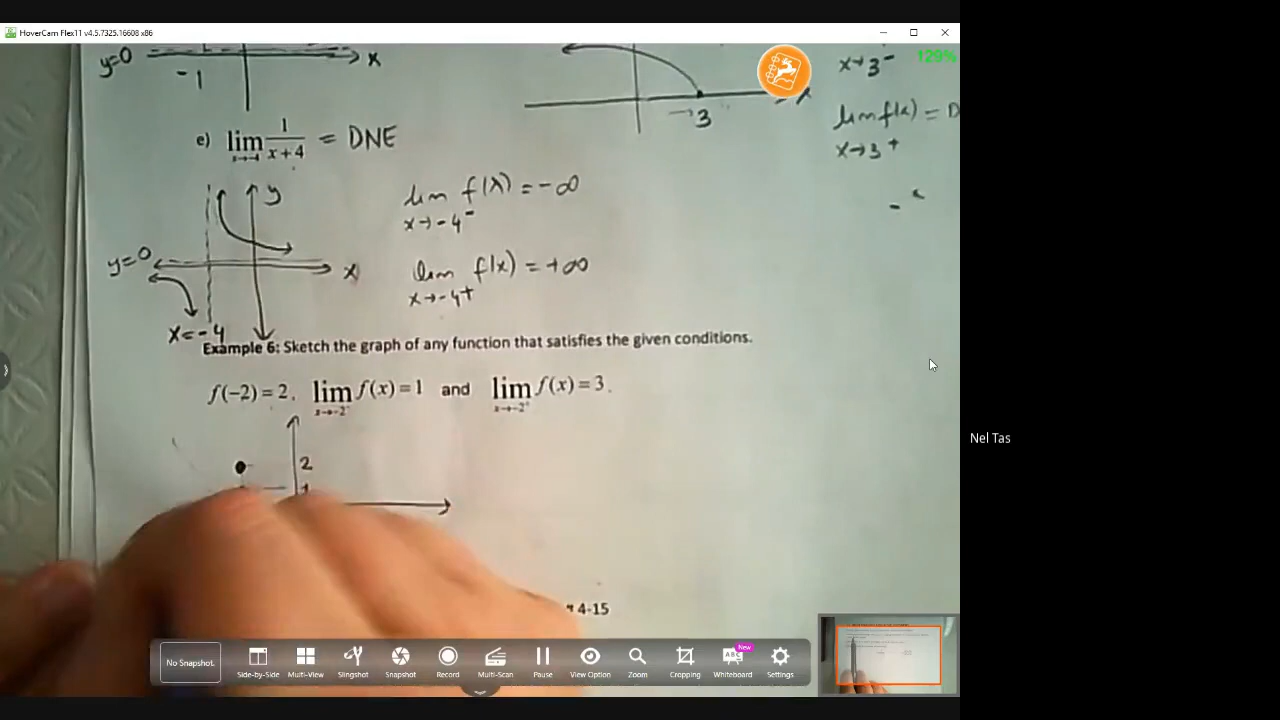 HoverCam Flex11 v4.5.7325.16608 x86
129%
y=0
-1
x
3
x→3⁻
lim f(x) =
x→3⁺
e) lim 1/(x+4) = DNE
x→-4
y
lim f(x) = -∞
x→-4⁻
y=0
x
lim f(x) = +∞
x→-4⁺
x=-4
Example 6: Sketch the graph of any function that satisfies the given conditions.
f(-2) = 2, lim f(x) = 1 and lim f(x) = 3.
2
1
4-15
Nel Tas
No Snapshot.
Side-by-Side
Multi-View
Slingshot
Snapshot
Record
Multi-Scan
Pause
View Option
Zoom
Cropping
ABC
New
Whiteboard
Settings